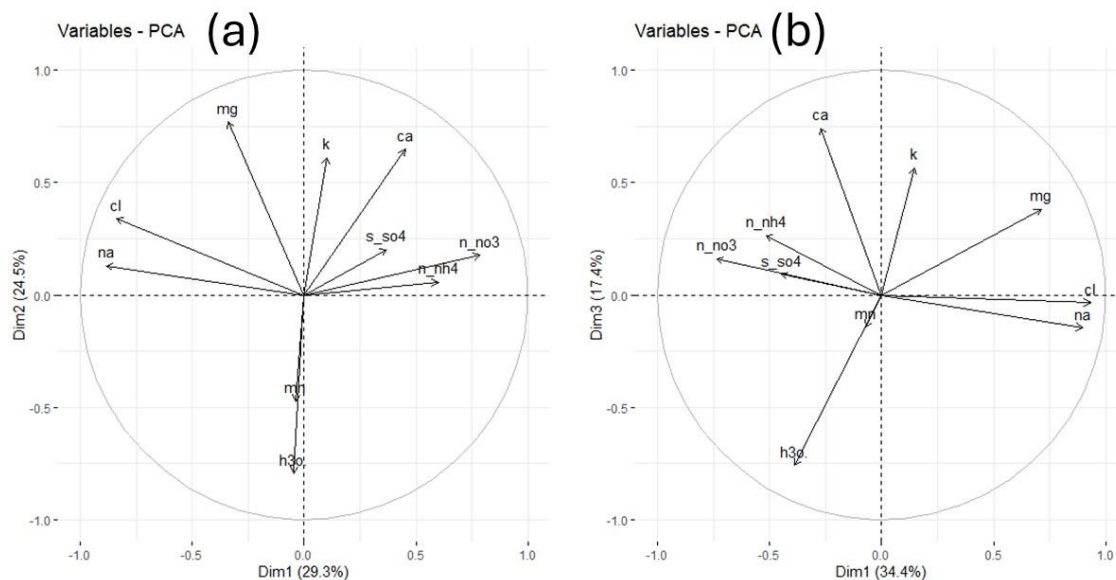 Variables - PCA (a)
1.0
mg
k
ca
0.5
cl
s_so4
n_no3
na
n_nh4
0.0
mn
-0.5
h3o.
-1.0
-1.0 -0.5 0.0 0.5 1.0
Dim1 (29.3%)
Dim2 (24.5%)
Variables - PCA (b)
1.0
ca
k
0.5
mg
n_nh4
n_no3
s_so4
0.0
cl
mn
na
-0.5
h3o.
-1.0
-1.0 -0.5 0.0 0.5 1.0
Dim1 (34.4%)
Dim3 (17.4%)